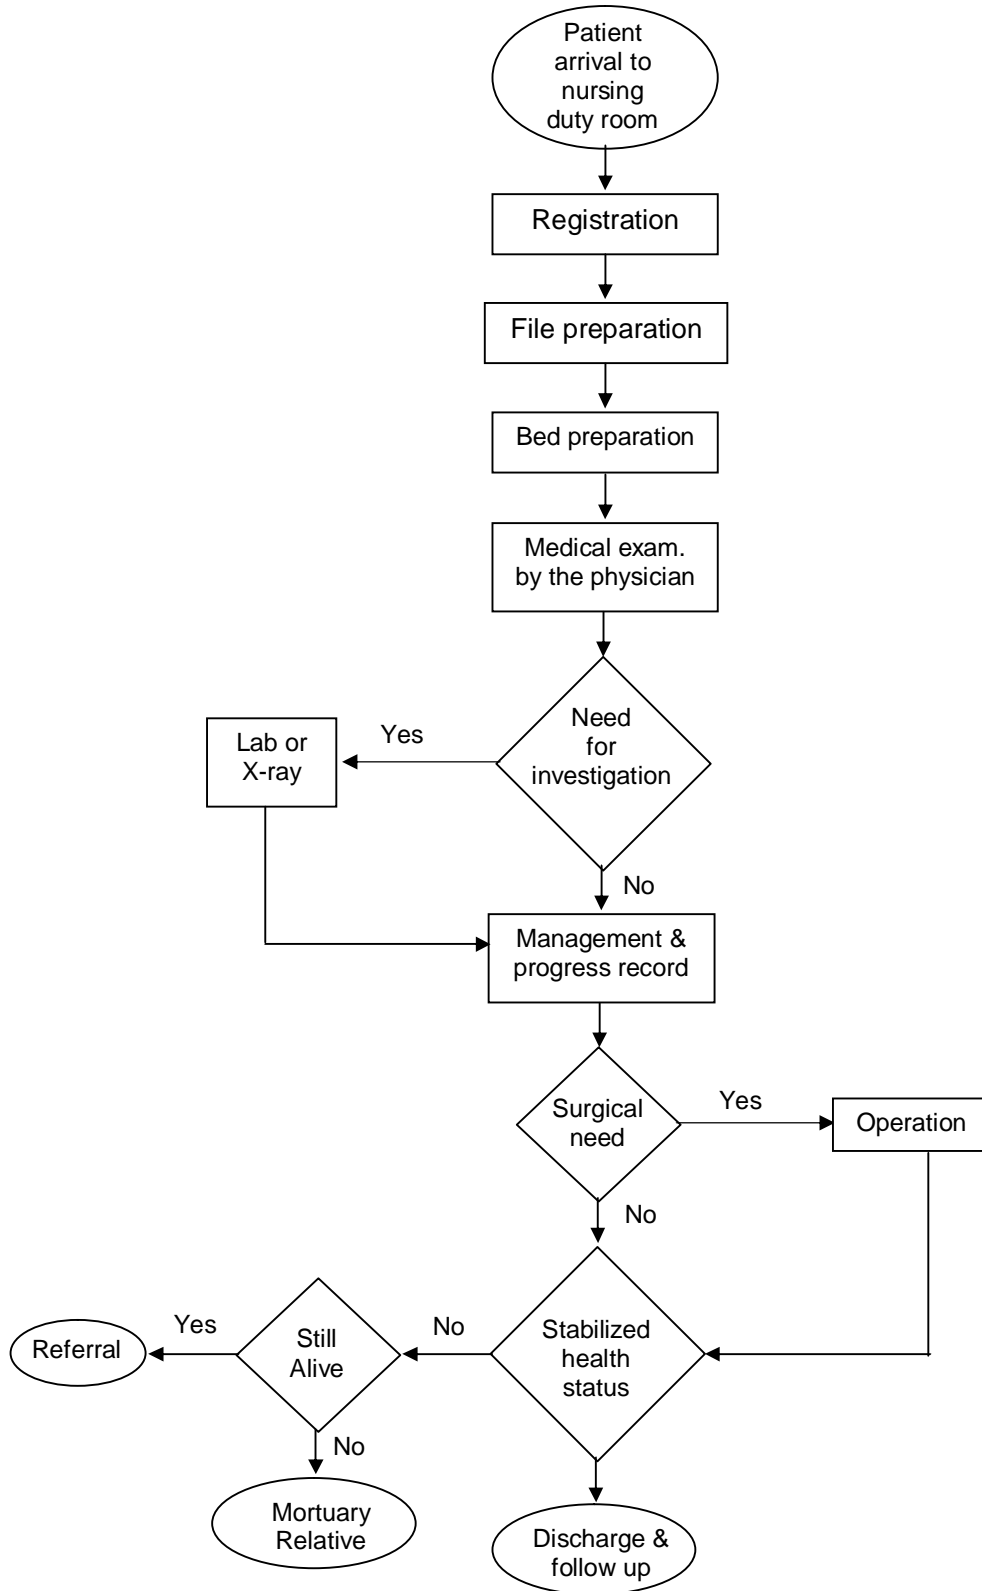 Patient
arrival to
nursing
duty room
Registration
File preparation
Bed preparation
Medical exam.
by the physician
Need
for
investigation
Yes
Lab or
X-ray
No
Management &
progress record
Surgical
need
Yes
Operation
No
Stabilized
health
status
No
Still
Alive
Yes
Referral
No
Mortuary
Relative
Discharge &
follow up